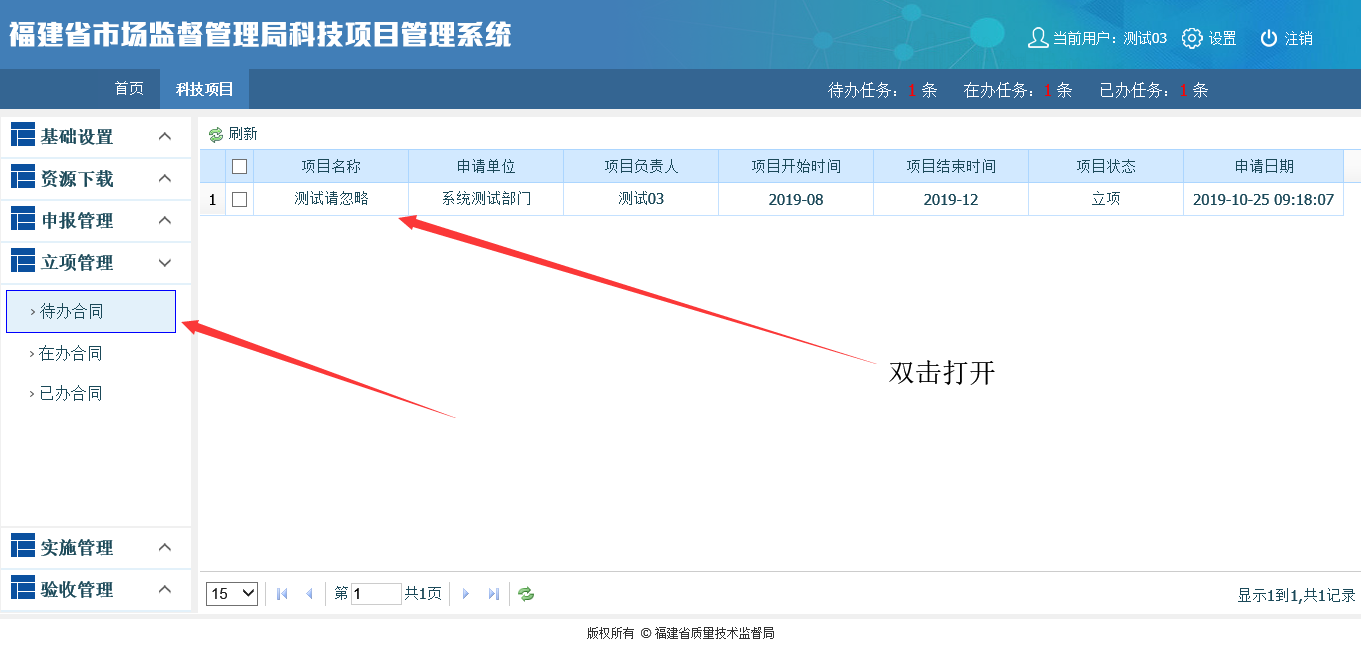 福建省市场监督管理局科技项目管理系统
当前用户：测试03 设置 注销
首页 科技项目 待办任务：1 条 在办任务：1 条 已办任务：1 条
基础设置
资源下载
申报管理
立项管理
› 待办合同
› 在办合同
› 已办合同
实施管理
验收管理
刷新
项目名称 申请单位 项目负责人 项目开始时间 项目结束时间 项目状态 申请日期
1 测试请忽略 系统测试部门 测试03 2019-08 2019-12 立项 2019-10-25 09:18:07
双击打开
15 第 1 共1页 显示1到1,共1记录
版权所有 © 福建省质量技术监督局